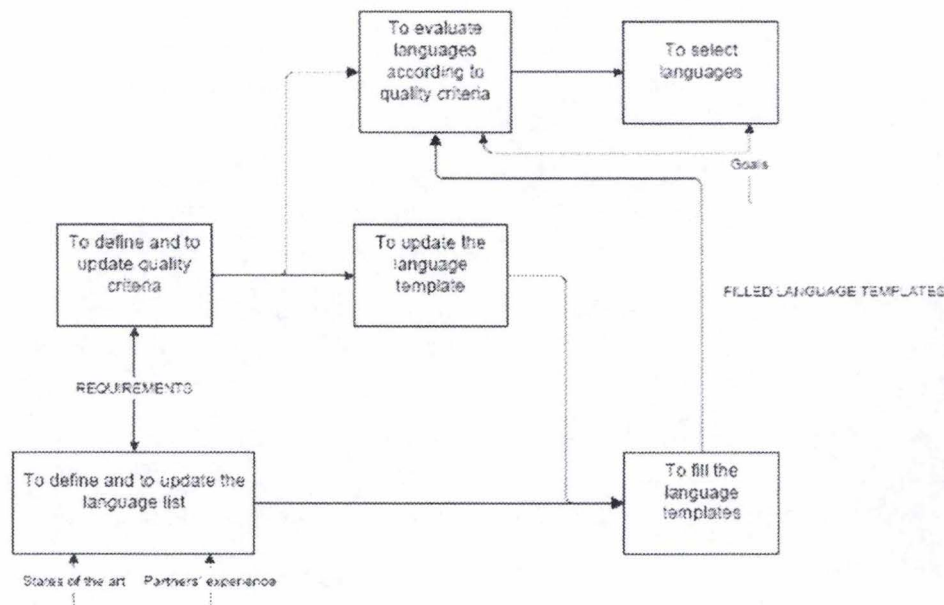 To evaluate
languages
according to
quality criteria
To select
languages
Goals
To define and to
update quality
criteria
To update the
language
template
FILLED LANGUAGE TEMPLATES
REQUIREMENTS
To define and to update the
language list
To fill the
language
templates
States of the art
Partners' experience